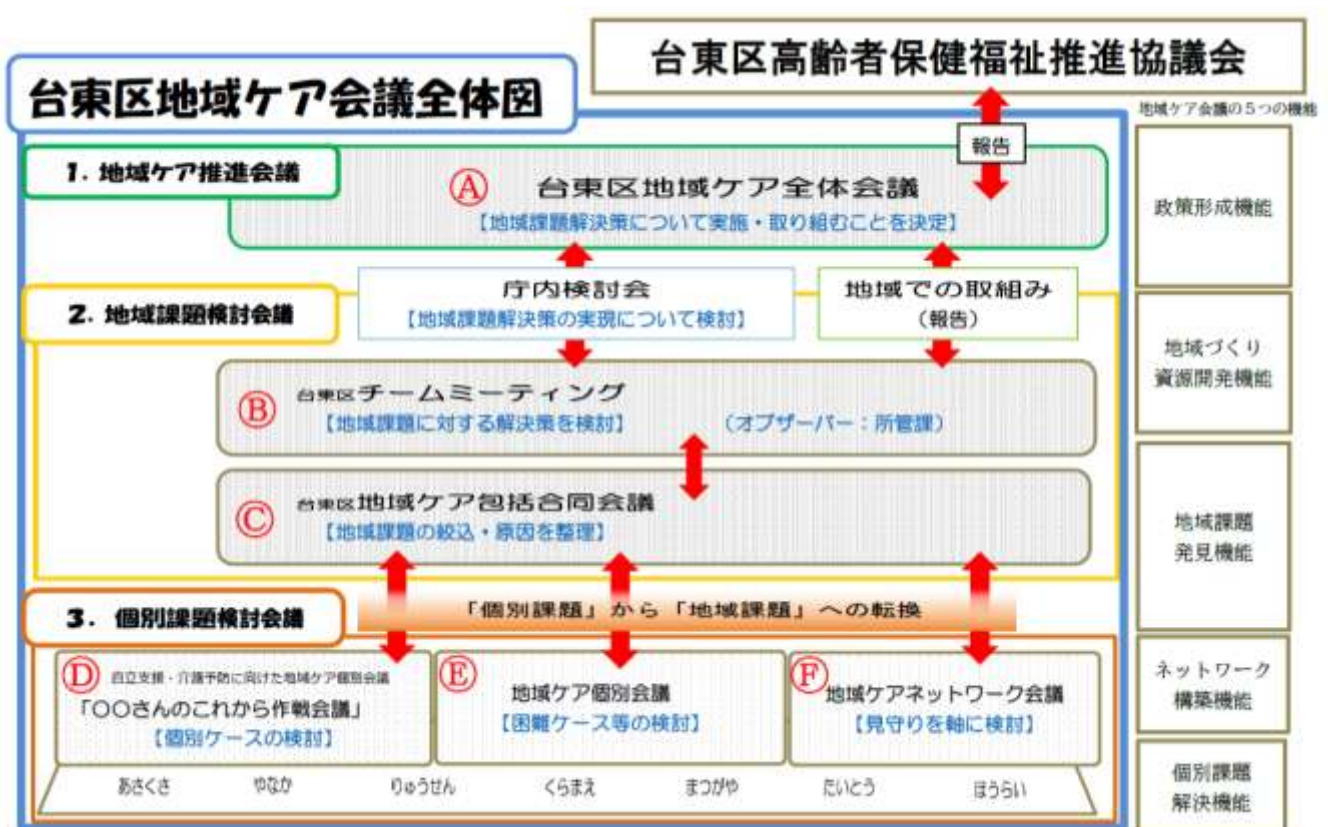 台東区高齢者保健福祉推進協議会
台東区地域ケア会議全体図
地域ケア会議の5つの機能
報告
1. 地域ケア推進会議
Ⓐ 台東区地域ケア全体会議
【地域課題解決策について実施・取り組むことを決定】
政策形成機能
庁内検討会
【地域課題解決策の実現について検討】
地域での取組み
（報告）
2. 地域課題検討会議
地域づくり
資源開発機能
Ⓑ 台東区チームミーティング
【地域課題に対する解決策を検討】 （オブザーバー：所管課）
Ⓒ 台東区地域ケア包括合同会議
【地域課題の絞込・原因を整理】
地域課題
発見機能
「個別課題」から「地域課題」への転換
3. 個別課題検討会議
Ⓓ 自立支援・介護予防に向けた地域ケア個別会議
「〇〇さんのこれから作戦会議」
【個別ケースの検討】
Ⓔ 地域ケア個別会議
【困難ケース等の検討】
Ⓕ 地域ケアネットワーク会議
【見守りを軸に検討】
ネットワーク
構築機能
あさくさ やなか りゅうせん くらまえ まつがや たいとう ほうらい
個別課題
解決機能